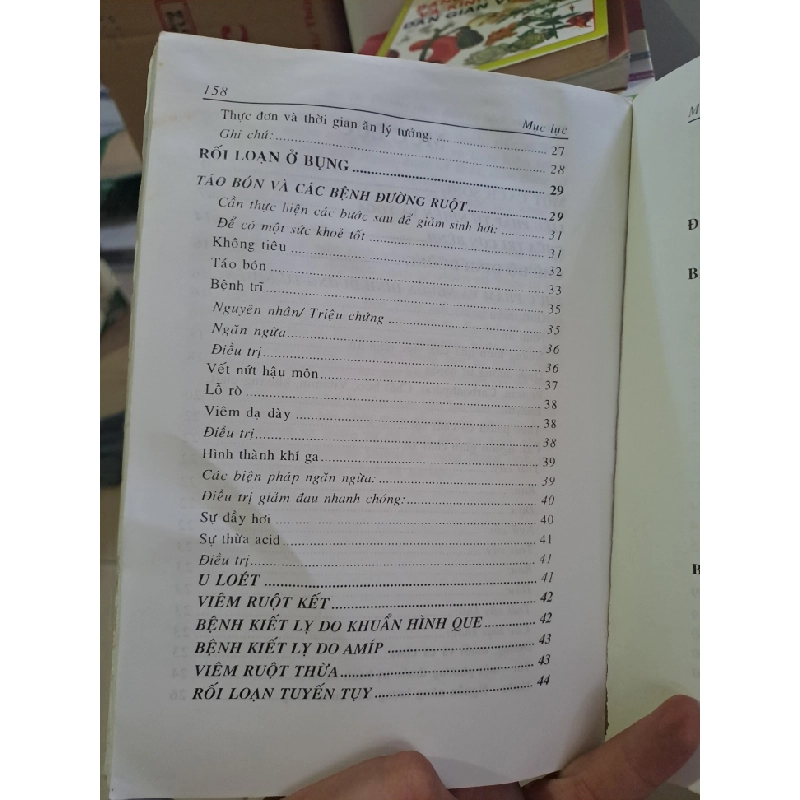 DÂN GIAN
158
Mục lục
Thực đơn và thời gian ăn lý tưởng. 27
Ghi chú: 28
RỐI LOẠN Ở BỤNG 29
TÁO BÓN VÀ CÁC BỆNH ĐƯỜNG RUỘT 29
Cần thực hiện các bước sau để giảm sinh hơi: 31
Để có một sức khoẻ tốt 31
Không tiêu 32
Táo bón 33
Bệnh trĩ 35
Nguyên nhân/ Triệu chứng 35
Ngăn ngừa 36
Điều trị 36
Vết nứt hậu môn 37
Lỗ rò 38
Viêm dạ dày 38
Điều trị 38
Hình thành khí ga 39
Các biện pháp ngăn ngừa: 39
Điều trị giảm đau nhanh chóng: 40
Sự đầy hơi 40
Sự thừa acid 41
Điều trị 41
U LOÉT 41
VIÊM RUỘT KẾT 42
BỆNH KIẾT LỴ DO KHUẨN HÌNH QUE 42
BỆNH KIẾT LỴ DO AMÍP 43
VIÊM RUỘT THỪA 43
RỐI LOẠN TUYẾN TỤY 44